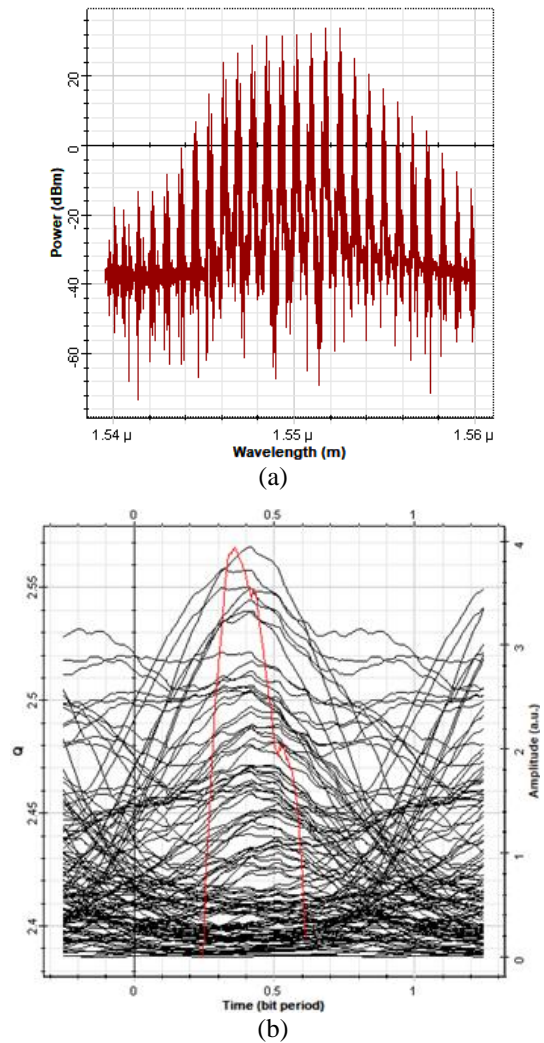 20
0
-20
-40
-60
Power (dBm)
1.54 µ
1.55 µ
1.56 µ
Wavelength (m)
(a)
0
0.5
1
2.55
2.5
2.45
2.4
Q
4
3
2
1
0
Amplitude (a.u.)
0
0.5
1
Time (bit period)
(b)